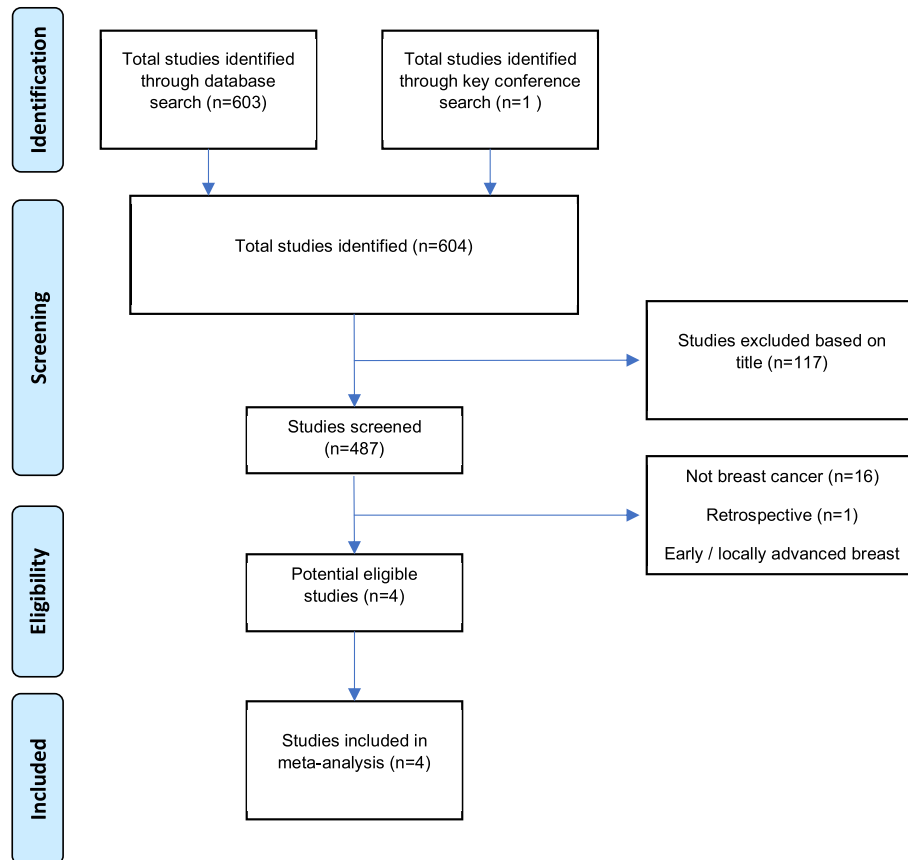 Identification
Total studies identified
through database
search (n=603)
Total studies identified
through key conference
search (n=1 )
Screening
Total studies identified (n=604)
Studies excluded based on
title (n=117)
Studies screened
(n=487)
Not breast cancer (n=16)
Retrospective (n=1)
Early / locally advanced breast
Eligibility
Potential eligible
studies (n=4)
Included
Studies included in
meta-analysis (n=4)